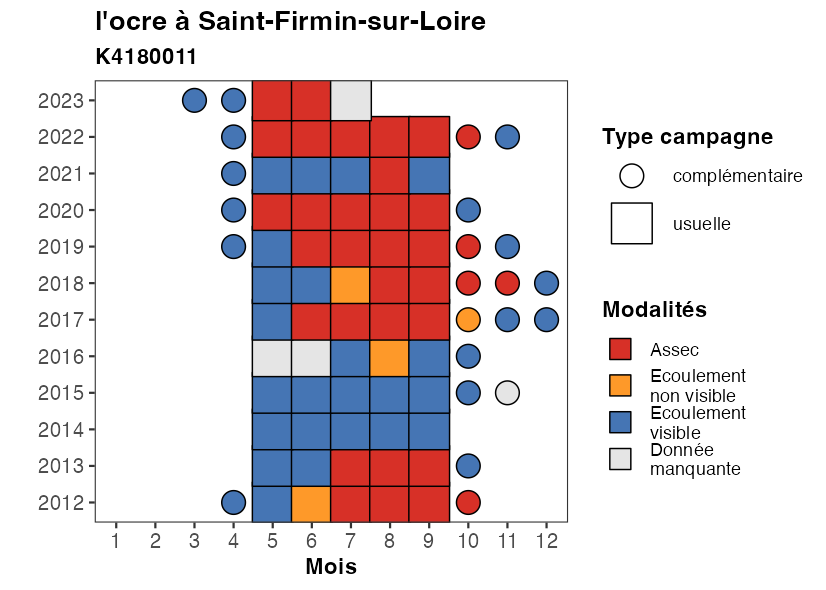 l'ocre à Saint-Firmin-sur-Loire
K4180011
2023
2022
2021
2020
2019
2018
2017
2016
2015
2014
2013
2012
1 2 3 4 5 6 7 8 9 10 11 12
Mois
Type campagne
complémentaire
usuelle
Modalités
Assec
Ecoulement
non visible
Ecoulement
visible
Donnée
manquante